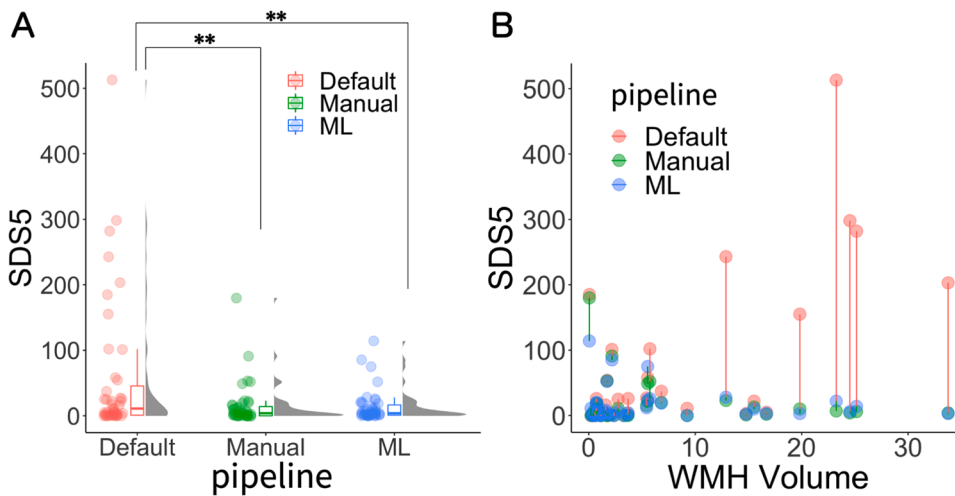 A
**
**
SDS5
500
400
300
200
100
0
Default
Manual
ML
Default
Manual
ML
pipeline
B
SDS5
500
400
300
200
100
0
pipeline
Default
Manual
ML
0
10
20
30
WMH Volume